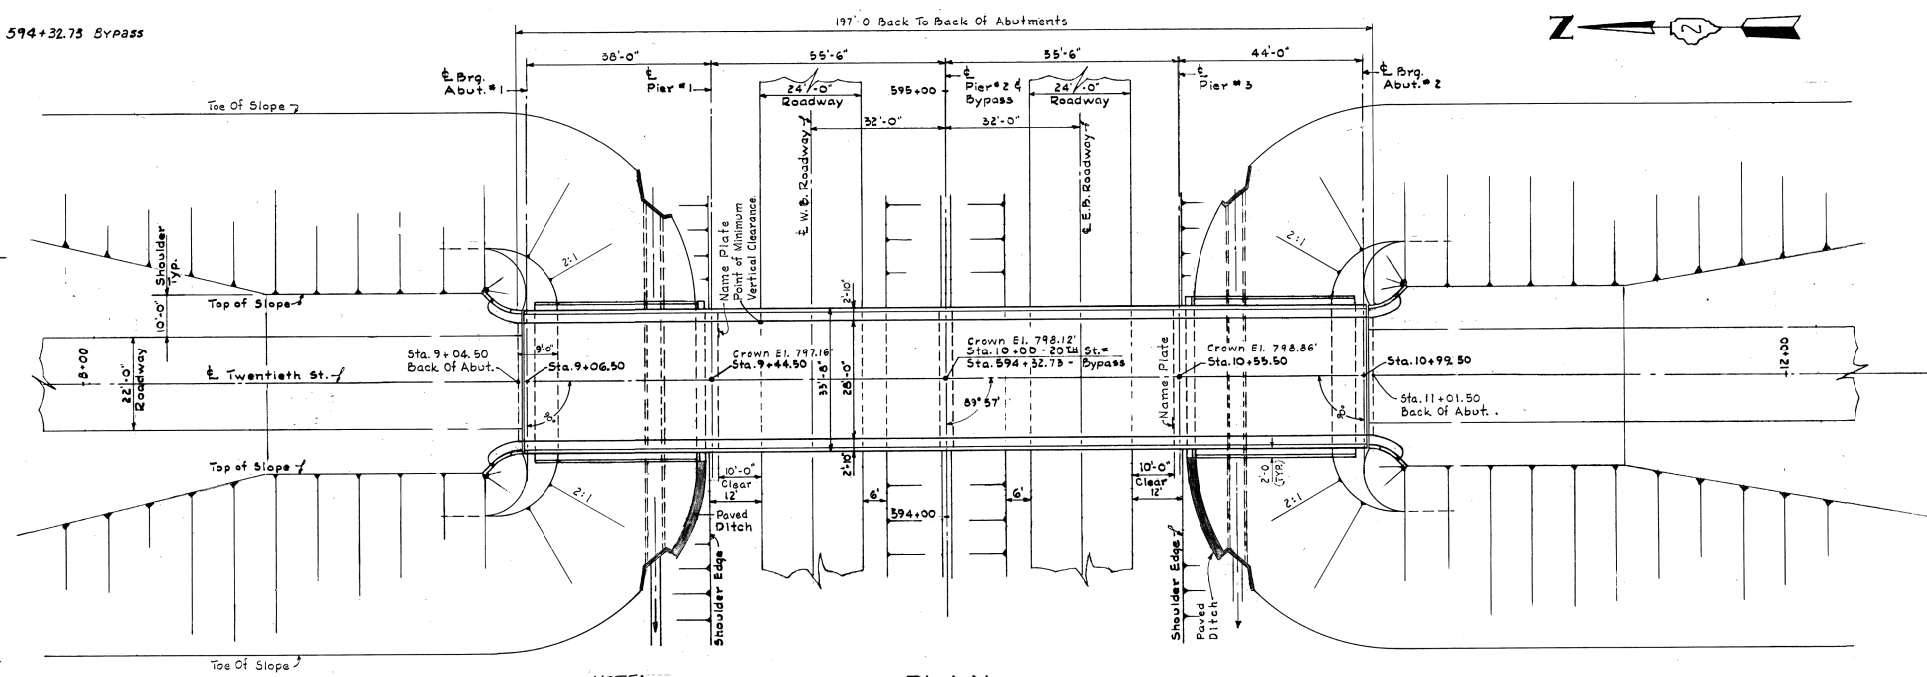 594+32.73 Bypass
197'-0 Back To Back Of Abutments
Z
2
38'-0"
55'-6"
55'-6"
44'-0"
℄ Brg.
Abut. #1
℄
Pier #1
24'-0"
Roadway
595+00
℄
Pier #2 &
Bypass
24'-0"
Roadway
℄
Pier #3
℄ Brg.
Abut. #2
Toe Of Slope
32'-0"
32'-0"
℄ W.B. Roadway
℄ E.B. Roadway
10'-0" Shoulder
Typ.
Name Plate
Point of Minimum
Vertical Clearance.
2:1
2:1
Top of Slope
2'-10"
8+00
22'-0"
Roadway
℄ Twentieth St.
Sta. 9+04.50
Back Of Abut.
9'-0"
Sta. 9+06.50
90°
Crown El. 797.16'
Sta. 9+44.50
33'-8"
28'-0"
Crown El. 798.12'
Sta. 10+00 - 20TH St.=
Sta. 594+32.73 - Bypass
89°57'
Name Plate
Crown El. 798.86'
Sta. 10+55.50
90°
Sta. 10+99.50
Sta. 11+01.50
Back Of Abut.
12+00
Top of Slope
2'-10"
10'-0"
Clear
12'
6'
6'
10'-0"
Clear
12'
2'-0
(TYP.)
2:1
2:1
594+00
Paved
Ditch
Shoulder Edge
Shoulder Edge
Paved
Ditch
Toe Of Slope
NOTE:
PLAN